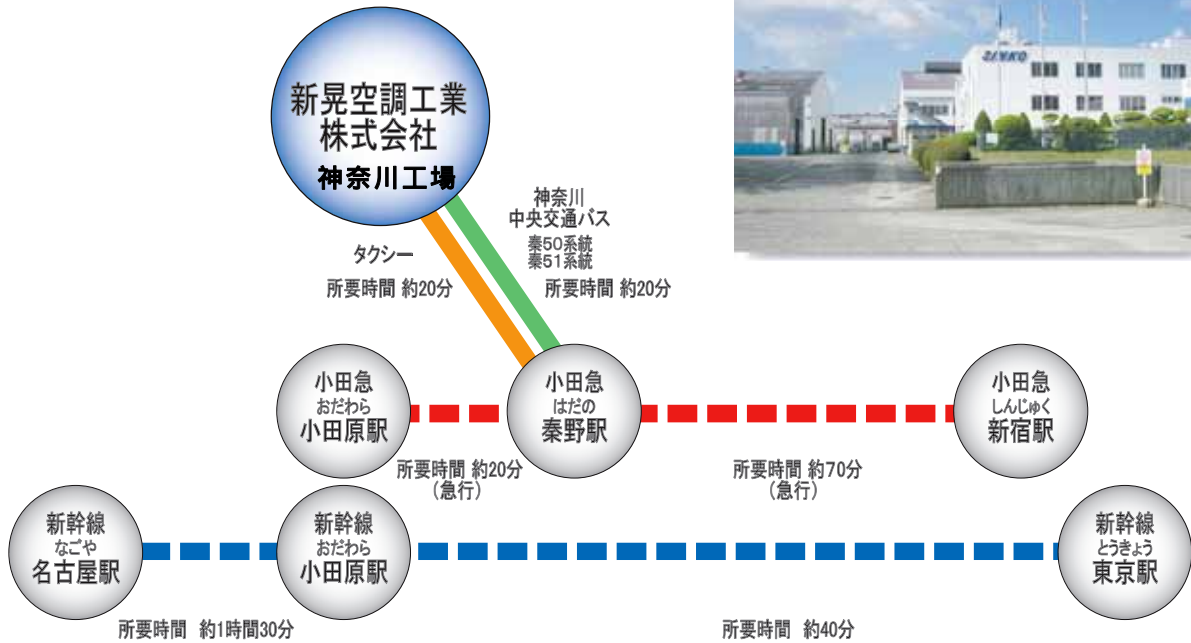 新晃空調工業
株式会社
神奈川工場
SINKO
神奈川
中央交通バス
秦50系統
秦51系統
タクシー
所要時間 約20分
所要時間 約20分
小田急
おだわら
小田原駅
小田急
はだの
秦野駅
小田急
しんじゅく
新宿駅
所要時間 約20分
(急行)
所要時間 約70分
(急行)
新幹線
なごや
名古屋駅
新幹線
おだわら
小田原駅
新幹線
とうきょう
東京駅
所要時間 約1時間30分
所要時間 約40分